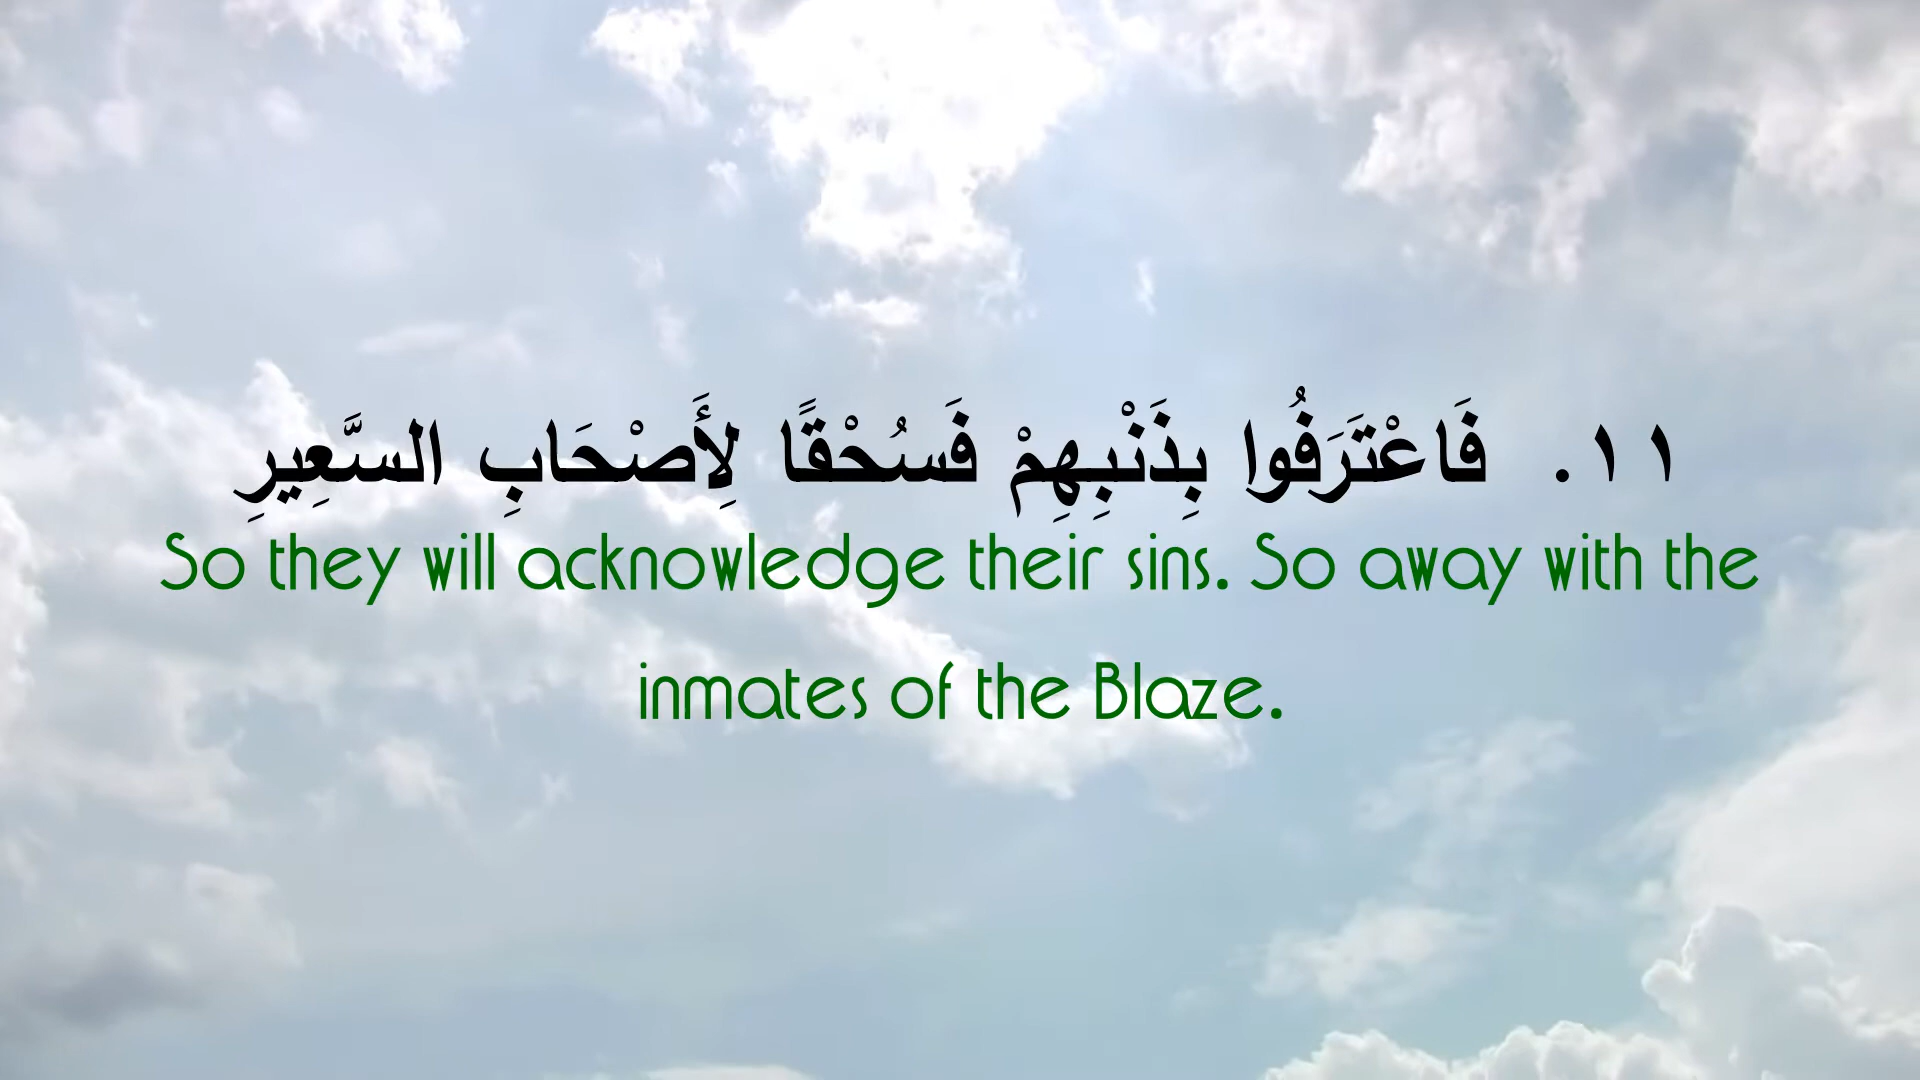 ١١. فَاعْتَرَفُوا بِذَنْبِهِمْ فَسُحْقًا لِأَصْحَابِ السَّعِيرِ
So they will acknowledge their sins. So away with the
inmates of the Blaze.